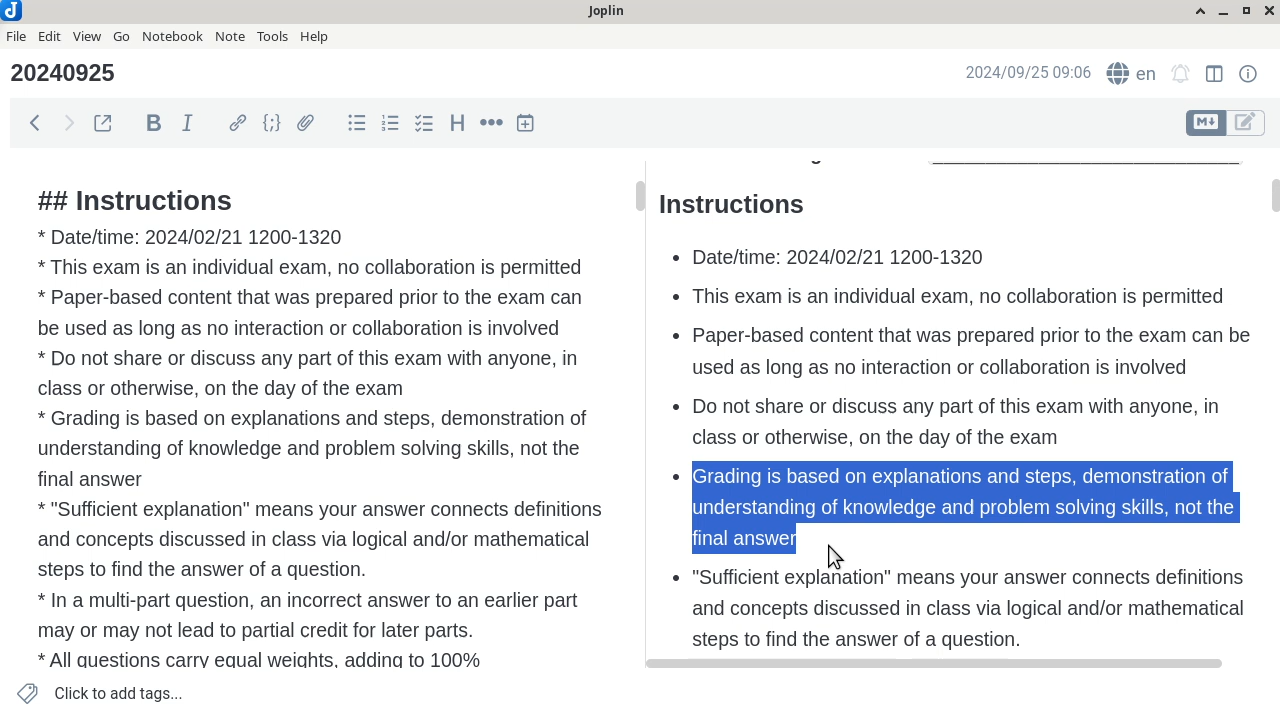 Joplin
File Edit View Go Notebook Note Tools Help
20240925
2024/09/25 09:06 en
## Instructions
* Date/time: 2024/02/21 1200-1320
* This exam is an individual exam, no collaboration is permitted
* Paper-based content that was prepared prior to the exam can
be used as long as no interaction or collaboration is involved
* Do not share or discuss any part of this exam with anyone, in
class or otherwise, on the day of the exam
* Grading is based on explanations and steps, demonstration of
understanding of knowledge and problem solving skills, not the
final answer
* "Sufficient explanation" means your answer connects definitions
and concepts discussed in class via logical and/or mathematical
steps to find the answer of a question.
* In a multi-part question, an incorrect answer to an earlier part
may or may not lead to partial credit for later parts.
* All questions carry equal weights, adding to 100%
Instructions
• Date/time: 2024/02/21 1200-1320
• This exam is an individual exam, no collaboration is permitted
• Paper-based content that was prepared prior to the exam can be
used as long as no interaction or collaboration is involved
• Do not share or discuss any part of this exam with anyone, in
class or otherwise, on the day of the exam
• Grading is based on explanations and steps, demonstration of
understanding of knowledge and problem solving skills, not the
final answer
• "Sufficient explanation" means your answer connects definitions
and concepts discussed in class via logical and/or mathematical
steps to find the answer of a question.
Click to add tags...